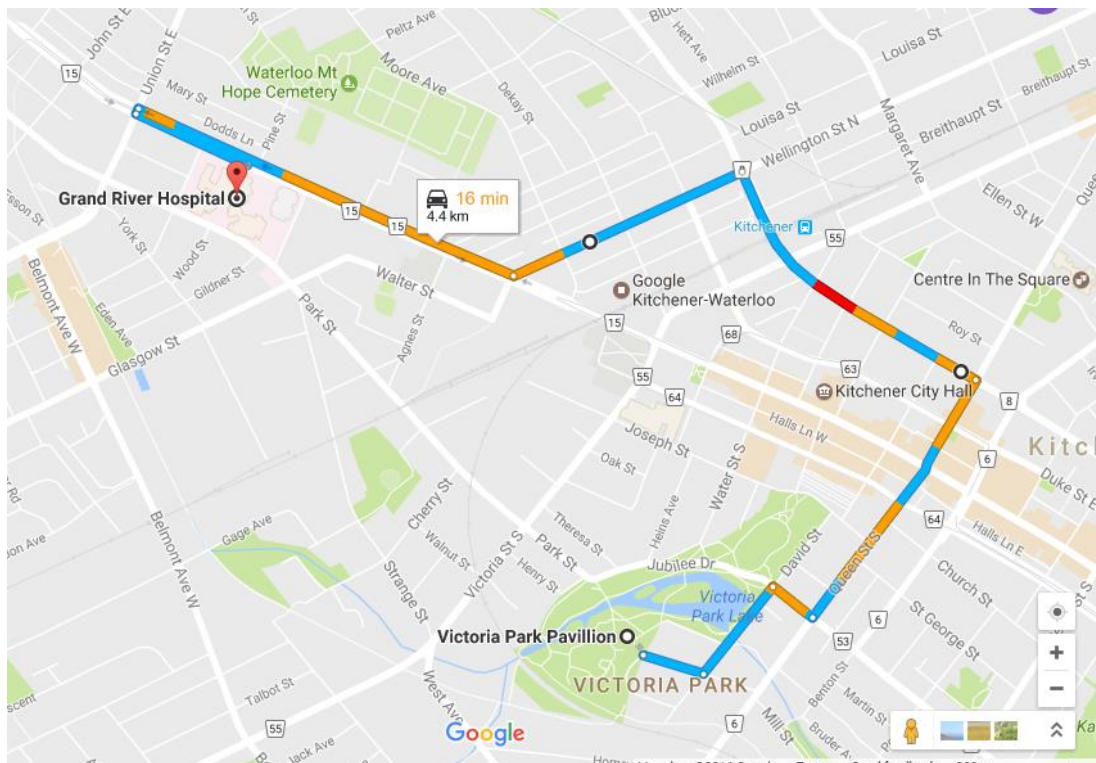 John St E
Union St E
Peltz Ave
Louisa St
15
Mary St
Waterloo Mt
Hope Cemetery
Moore Ave
Hett Ave
Wilhelm St
Breithaupt St
Dekay St
Louisa St
Margaret Ave
Breithaupt St
Dodds Ln
Pine St
Wellington St N
Grand River Hospital
16 min
4.4 km
15
15
Kitchener
55
Ellen St W
York St
Wood St
Gildner St
Walter St
Google
Kitchener-Waterloo
Centre In The Square
Belmont Ave W
Eden Ave
Park St
Agnes St
15
68
Roy St
Glasgow St
55
64
63
Kitchener City Hall
8
Halls Ln W
Joseph St
Oak St
Water St S
6
Duke St E
Cherry St
Theresa St
Heins Ave
64
Halls Ln E
Gage Ave
Walnut St
Park St
David St
Queen St S
Belmont Ave W
Strange St
Victoria St S
Henry St
Jubilee Dr
Church St
Victoria
Park Lake
6
St George St
Victoria Park Pavillion
53
VICTORIA PARK
Benton St
Talbot St
West Ave
Martin St
55
6
Mill St
Bruder Ave
Jack Ave
Google